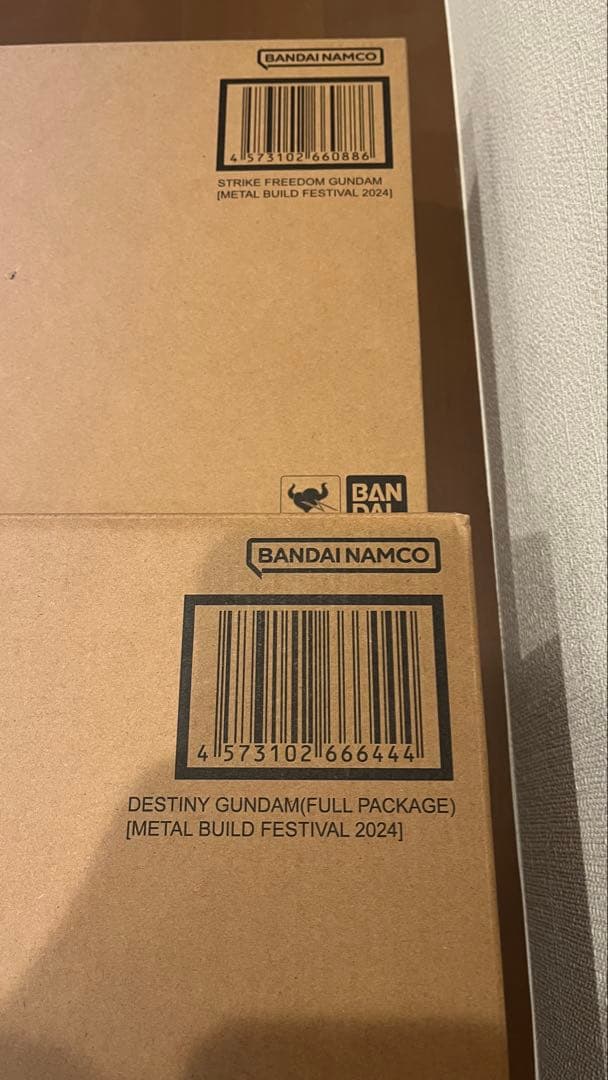 BANDAI NAMCO
4 573102 660886
STRIKE FREEDOM GUNDAM
[METAL BUILD FESTIVAL 2024]
BAN
DAI
BANDAI NAMCO
4 573102 666444
DESTINY GUNDAM(FULL PACKAGE)
[METAL BUILD FESTIVAL 2024]